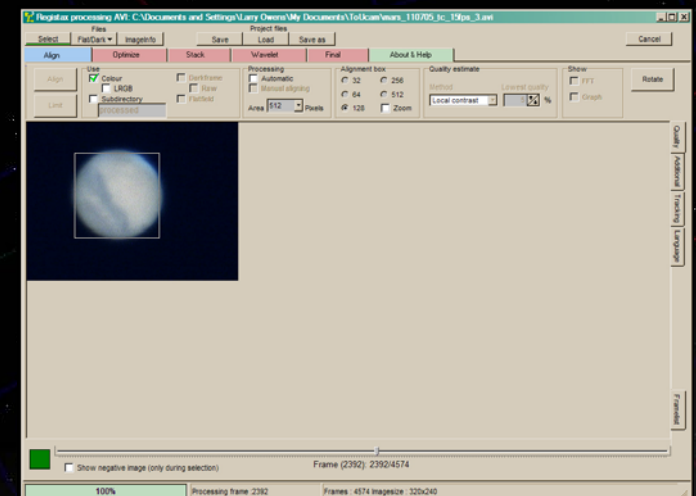 Registax processing AVI: C:\Documents and Settings\Larry Owens\My Documents\ToUcam\mars_110705_tc_15fps_3.avi
Files Project files
Select Flat/Dark ImageInfo Save Load Save as Cancel
Align Optimize Stack Wavelet Final About & Help
Use Processing Alignment box Quality estimate Show
Align Colour Darkframe Automatic 32 256 Method Lowest quality FFT Rotate
LRGB Raw Manual aligning 64 512 Local contrast % Graph
Limit Subdirectory Flatfield Area 512 Pixels 128 Zoom
processed
Quality
Additional
Tracking
Language
Framelist
Show negative image (only during selection) Frame (2392): 2392/4574
100% Processing frame :2392 Frames : 4574 Imagesize : 320x240